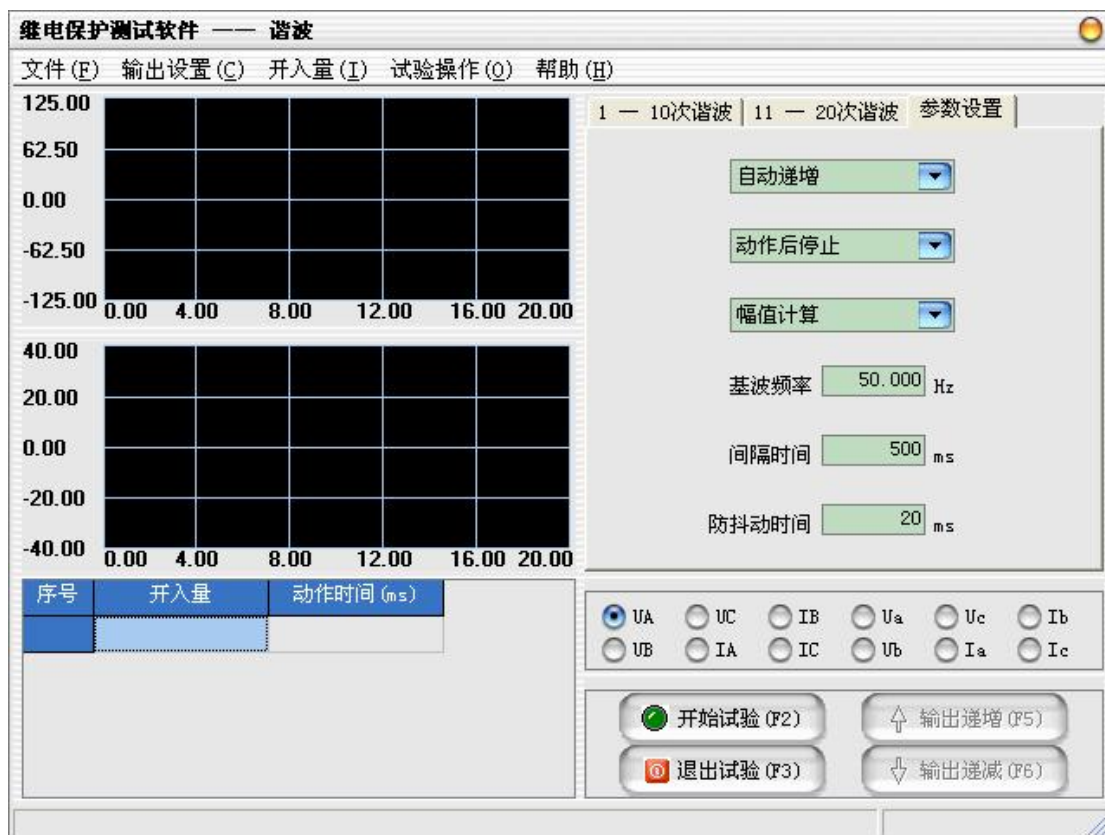 继电保护测试软件 —— 谐波
文件(F) 输出设置(C) 开入量(I) 试验操作(O) 帮助(H)
125.00
62.50
0.00
-62.50
-125.00
0.00 4.00 8.00 12.00 16.00 20.00
40.00
20.00
0.00
-20.00
-40.00
0.00 4.00 8.00 12.00 16.00 20.00
序号 开入量 动作时间(ms)
1 — 10次谐波 11 — 20次谐波 参数设置
自动递增
动作后停止
幅值计算
基波频率 50.000 Hz
间隔时间 500 ms
防抖动时间 20 ms
UA UC IB Ua Uc Ib
UB IA IC Ub Ia Ic
开始试验(F2) 输出递增(F5)
退出试验(F3) 输出递减(F6)